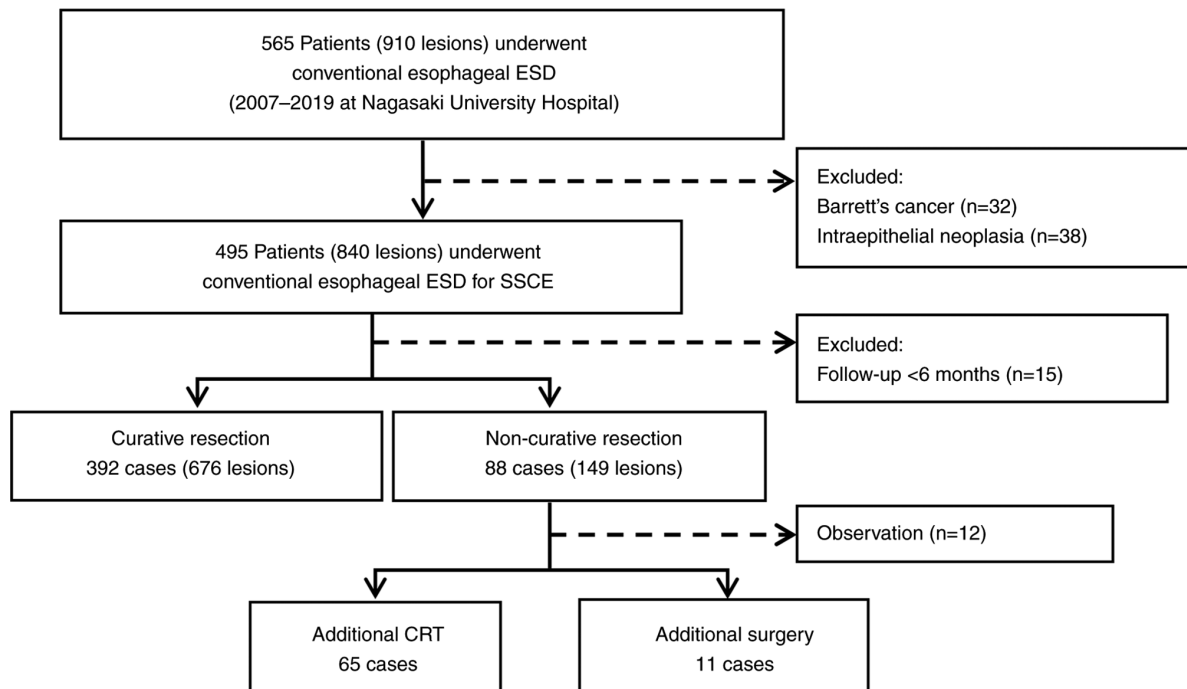 565 Patients (910 lesions) underwent
conventional esophageal ESD
(2007–2019 at Nagasaki University Hospital)
Excluded:
Barrett's cancer (n=32)
Intraepithelial neoplasia (n=38)
495 Patients (840 lesions) underwent
conventional esophageal ESD for SSCE
Excluded:
Follow-up <6 months (n=15)
Curative resection
392 cases (676 lesions)
Non-curative resection
88 cases (149 lesions)
Observation (n=12)
Additional CRT
65 cases
Additional surgery
11 cases